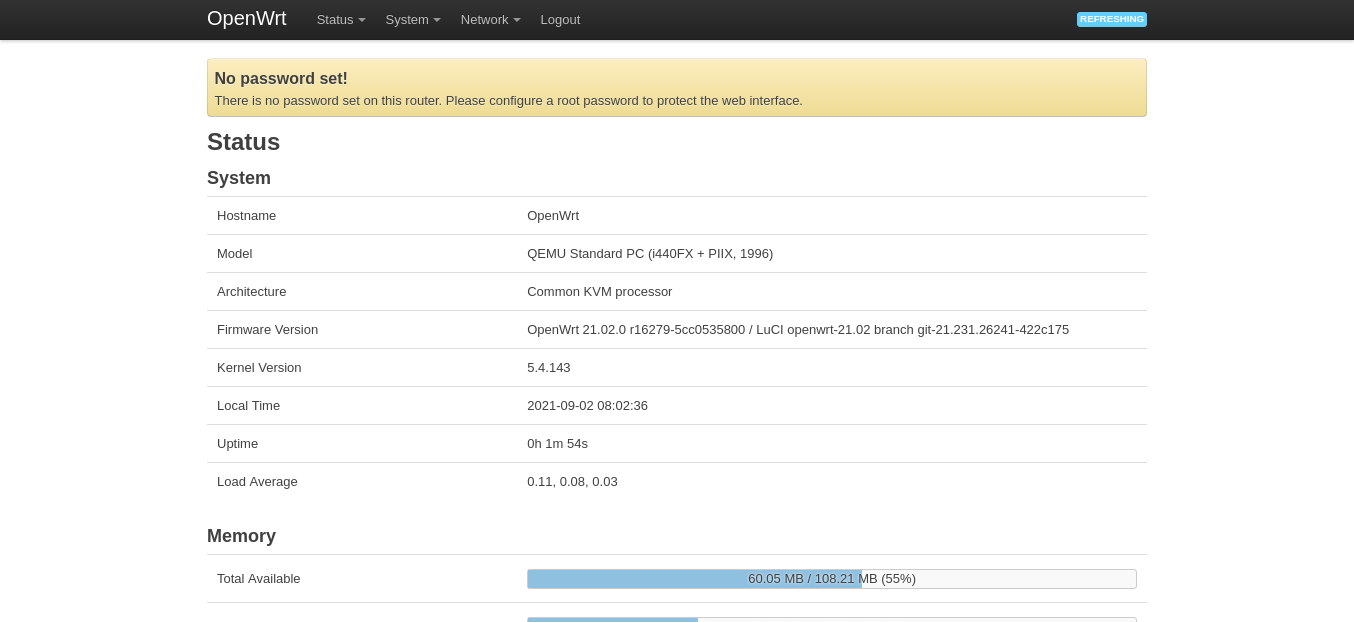 OpenWrt Status System Network Logout REFRESHING
No password set!
There is no password set on this router. Please configure a root password to protect the web interface.
Status
System
Hostname OpenWrt
Model QEMU Standard PC (i440FX + PIIX, 1996)
Architecture Common KVM processor
Firmware Version OpenWrt 21.02.0 r16279-5cc0535800 / LuCI openwrt-21.02 branch git-21.231.26241-422c175
Kernel Version 5.4.143
Local Time 2021-09-02 08:02:36
Uptime 0h 1m 54s
Load Average 0.11, 0.08, 0.03
Memory
Total Available 60.05 MB / 108.21 MB (55%)